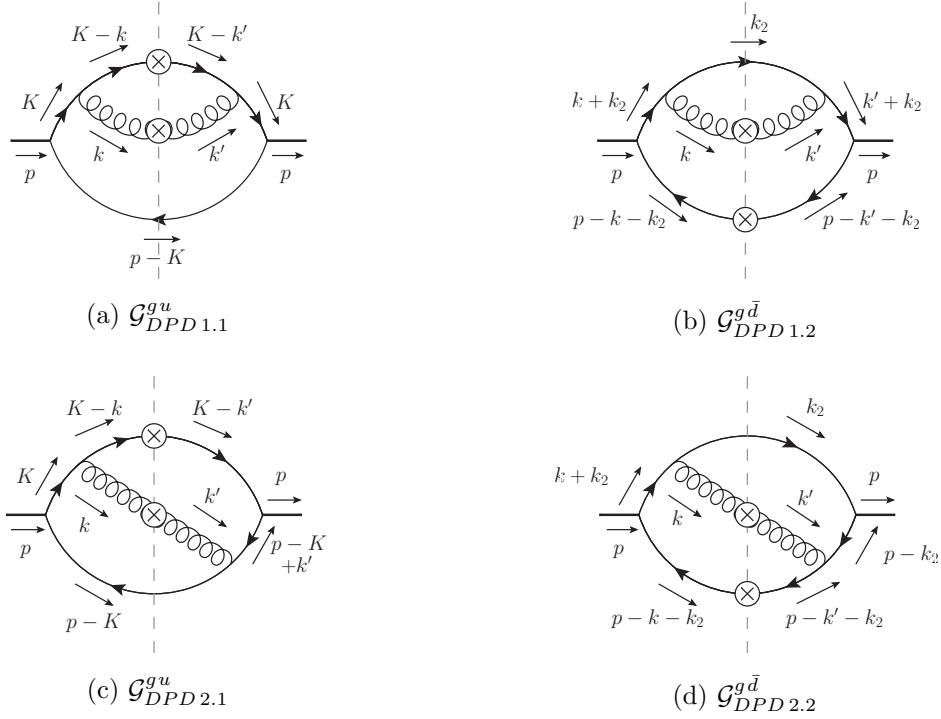 K − k
K − k′
K
K
k
k′
p
p
p − K
(a) 𝒢^{gu}_{DPD 1.1}
k₂
k + k₂
k′ + k₂
k
k′
p
p
p − k − k₂
p − k′ − k₂
(b) 𝒢^{gd̄}_{DPD 1.2}
K − k
K − k′
K
k′
p
k
p
p − K
+k′
p − K
(c) 𝒢^{gu}_{DPD 2.1}
k₂
k + k₂
k′
p
k
p
p − k₂
p − k − k₂
p − k′ − k₂
(d) 𝒢^{gd̄}_{DPD 2.2}